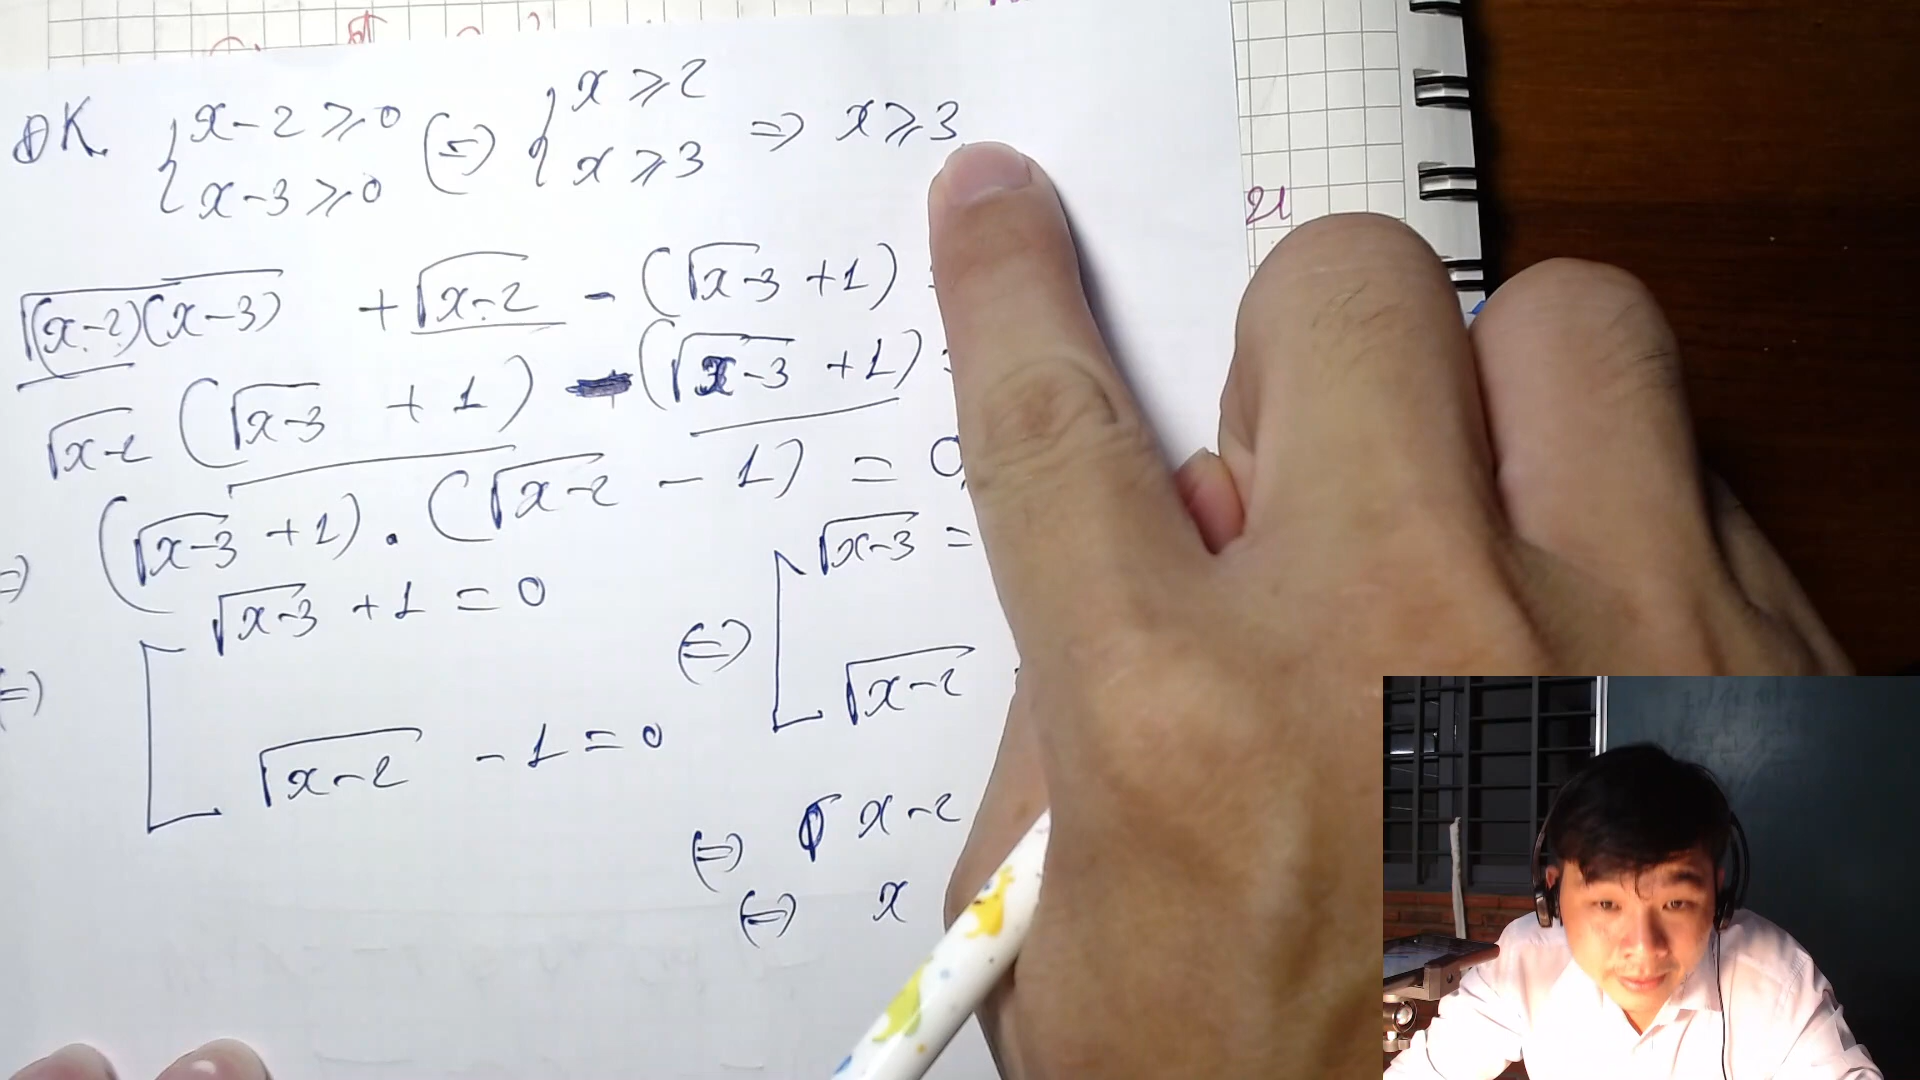 ĐK. { x-2 ⩾ 0 (=) { x ⩾ 2 => x ⩾ 3
{ x-3 ⩾ 0 { x ⩾ 3
√(x-2)(x-3) + √x-2 - (√x-3 + 1)
√x-2 (√x-3 + 1) - (√x-3 + 1)
=) (√x-3 + 1) . (√x-2 - 1) = 0
(=) [ √x-3 + 1 = 0 (=) [ √x-3 =
[ √x-2 - 1 = 0 [ √x-2
(=) x-2
(=) x
21